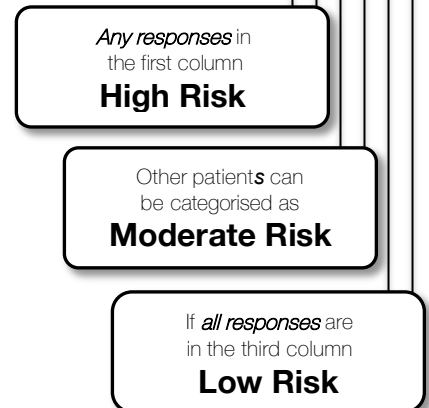 Any responses in
the first column
High Risk
Other patients can
be categorised as
Moderate Risk
If all responses are
in the third column
Low Risk